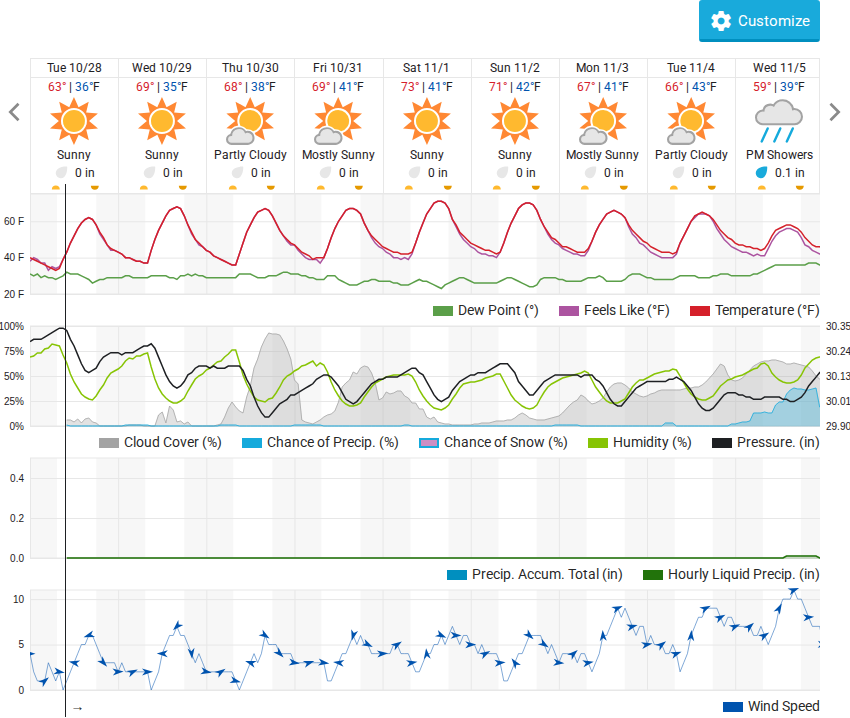 Customize
Tue 10/28 Wed 10/29 Thu 10/30 Fri 10/31 Sat 11/1 Sun 11/2 Mon 11/3 Tue 11/4 Wed 11/5
63° | 36°F 69° | 35°F 68° | 38°F 69° | 41°F 73° | 41°F 71° | 42°F 67° | 41°F 66° | 43°F 59° | 39°F
Sunny Sunny Partly Cloudy Mostly Sunny Sunny Sunny Mostly Sunny Partly Cloudy PM Showers
0 in 0 in 0 in 0 in 0 in 0 in 0 in 0 in 0.1 in
60 F
40 F
20 F
Dew Point (°) Feels Like (°F) Temperature (°F)
100% 30.35
75% 30.24
50% 30.13
25% 30.01
0% 29.90
Cloud Cover (%) Chance of Precip. (%) Chance of Snow (%) Humidity (%) Pressure. (in)
0.4
0.2
0.0
Precip. Accum. Total (in) Hourly Liquid Precip. (in)
10
5
0
→ Wind Speed